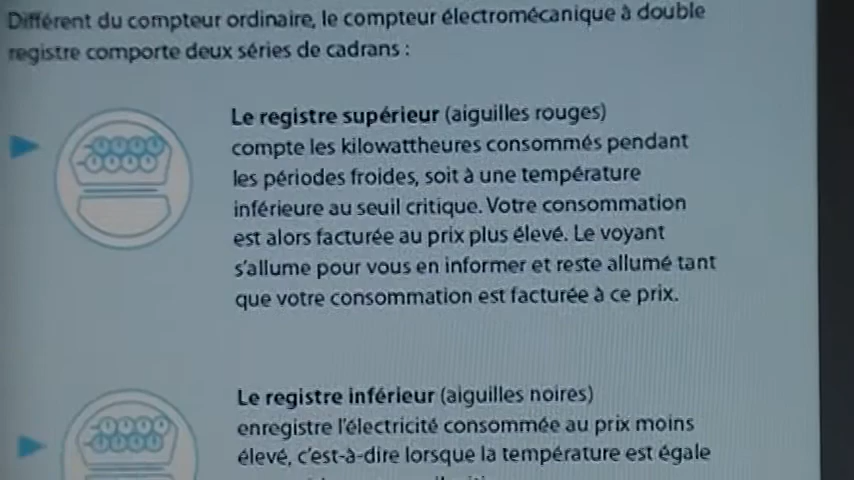 Différent du compteur ordinaire, le compteur électromécanique à double
registre comporte deux séries de cadrans :
Le registre supérieur (aiguilles rouges)
compte les kilowattheures consommés pendant
les périodes froides, soit à une température
inférieure au seuil critique. Votre consommation
est alors facturée au prix plus élevé. Le voyant
s'allume pour vous en informer et reste allumé tant
que votre consommation est facturée à ce prix.
Le registre inférieur (aiguilles noires)
enregistre l'électricité consommée au prix moins
élevé, c'est-à-dire lorsque la température est égale